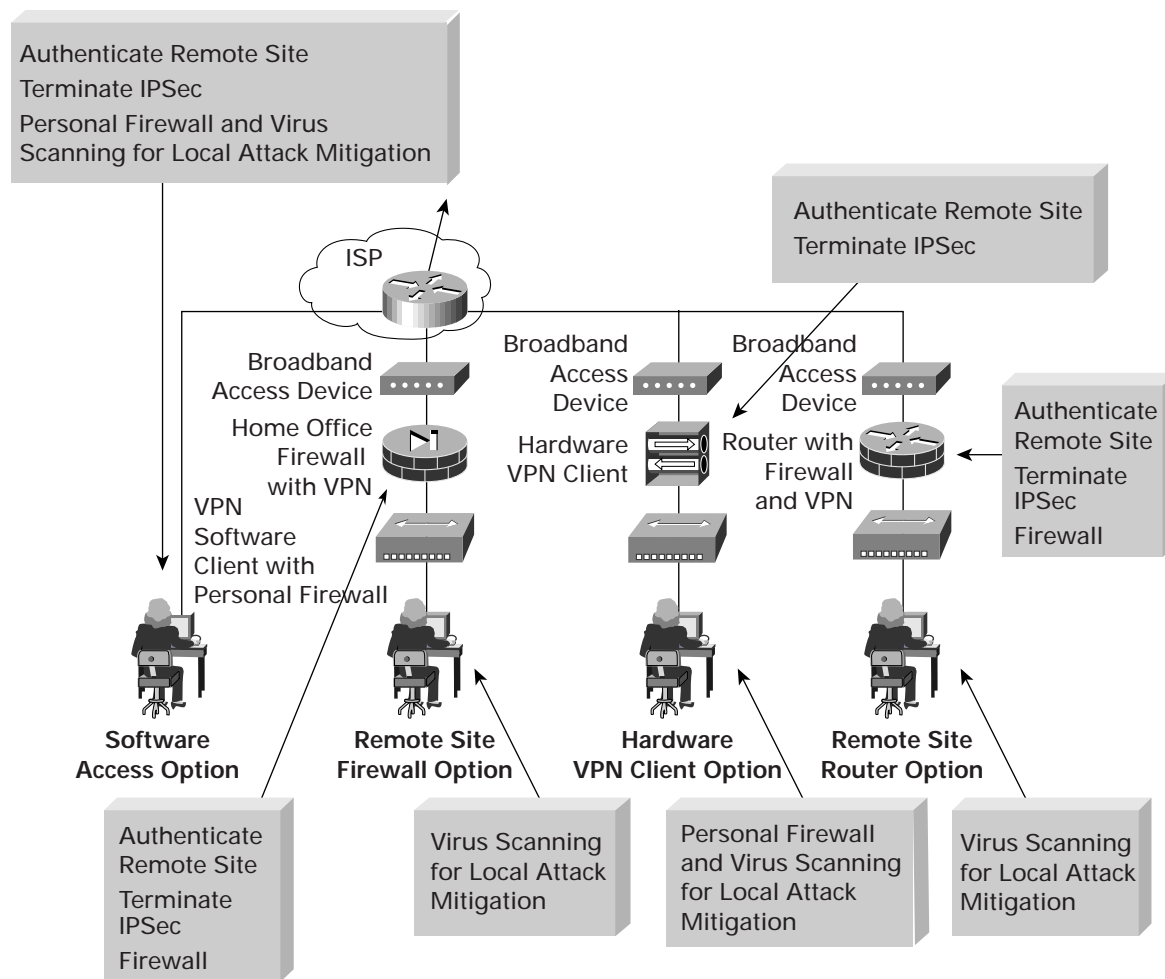 Authenticate Remote Site
Terminate IPSec
Personal Firewall and Virus
Scanning for Local Attack Mitigation
Authenticate Remote Site
Terminate IPSec
ISP
Broadband
Access Device
Broadband
Access
Device
Broadband
Access
Device
Home Office
Firewall
with VPN
Hardware
VPN Client
Router with
Firewall
and VPN
Authenticate
Remote Site
Terminate
IPSec
Firewall
VPN
Software
Client with
Personal Firewall
Software
Access Option
Remote Site
Firewall Option
Hardware
VPN Client Option
Remote Site
Router Option
Authenticate
Remote Site
Terminate
IPSec
Firewall
Virus Scanning
for Local Attack
Mitigation
Personal Firewall
and Virus Scanning
for Local Attack
Mitigation
Virus Scanning
for Local Attack
Mitigation